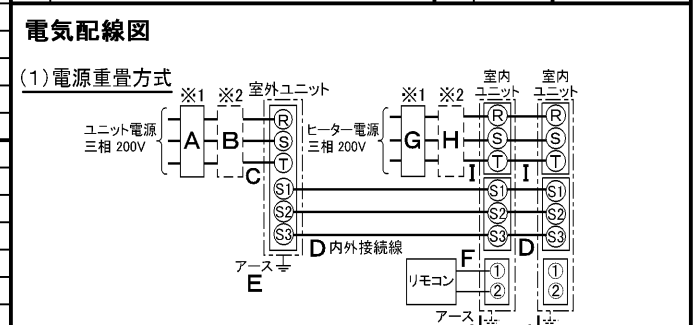 電気配線図
(1)電源重畳方式
※1 ※2 室外ユニット
ユニット電源
三相 200V
A B C
R
S
T
S1
S2
S3
アース
E
D 内外接続線
※1 ※2
ヒーター電源
三相 200V
G H I I
室内
ユニット
室内
ユニット
R R
S S
T T
S1 S1
S2 S2
S3 S3
D
F
リモコン
① ①
② ②
アース